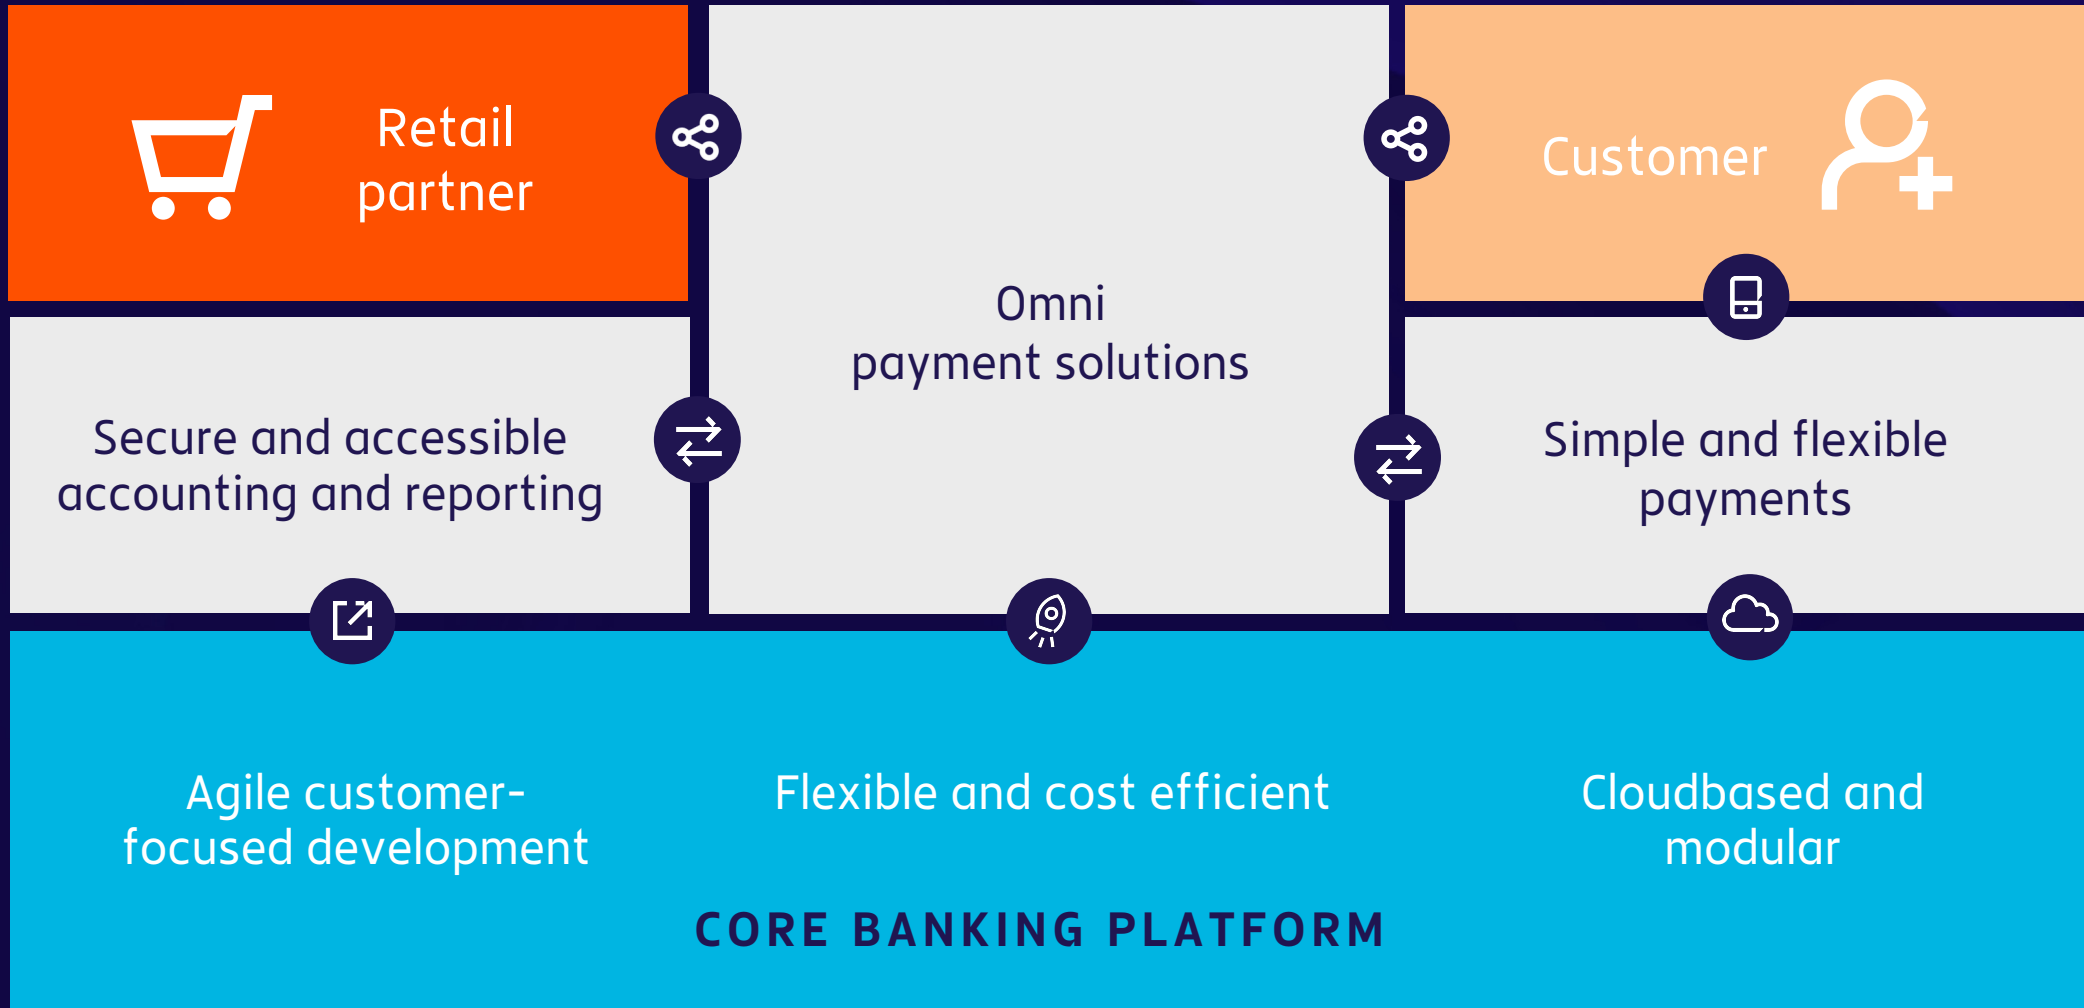 Retail
partner
Customer
Omni
payment solutions
Secure and accessible
accounting and reporting
Simple and flexible
payments
Agile customer-
focused development
Flexible and cost efficient
Cloudbased and
modular
CORE BANKING PLATFORM